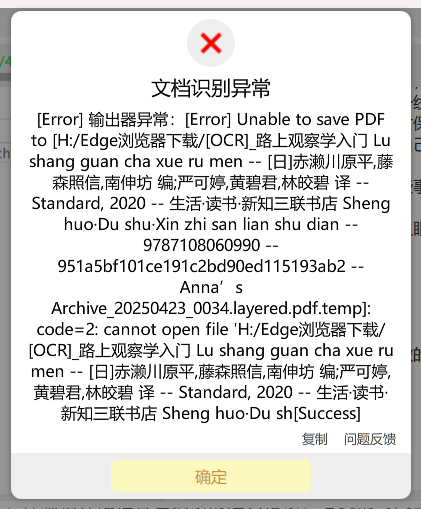 文档识别异常
[Error] 输出器异常：[Error] Unable to save PDF
to [H:/Edge浏览器下载/[OCR]_路上观察学入门 Lu
shang guan cha xue ru men -- [日]赤濑川原平,藤
森照信,南伸坊 编;严可婷,黄碧君,林皎碧 译 --
Standard, 2020 -- 生活·读书·新知三联书店 Sheng
huo·Du shu·Xin zhi san lian shu dian --
9787108060990 --
951a5bf101ce191c2bd90ed115193ab2 --
Anna’s
Archive_20250423_0034.layered.pdf.temp]:
code=2: cannot open file 'H:/Edge浏览器下载/
[OCR]_路上观察学入门 Lu shang guan cha xue ru
men -- [日]赤濑川原平,藤森照信,南伸坊 编;严可婷,
黄碧君,林皎碧 译 -- Standard, 2020 -- 生活·读书·
新知三联书店 Sheng huo·Du sh[Success]
复制 问题反馈
确定